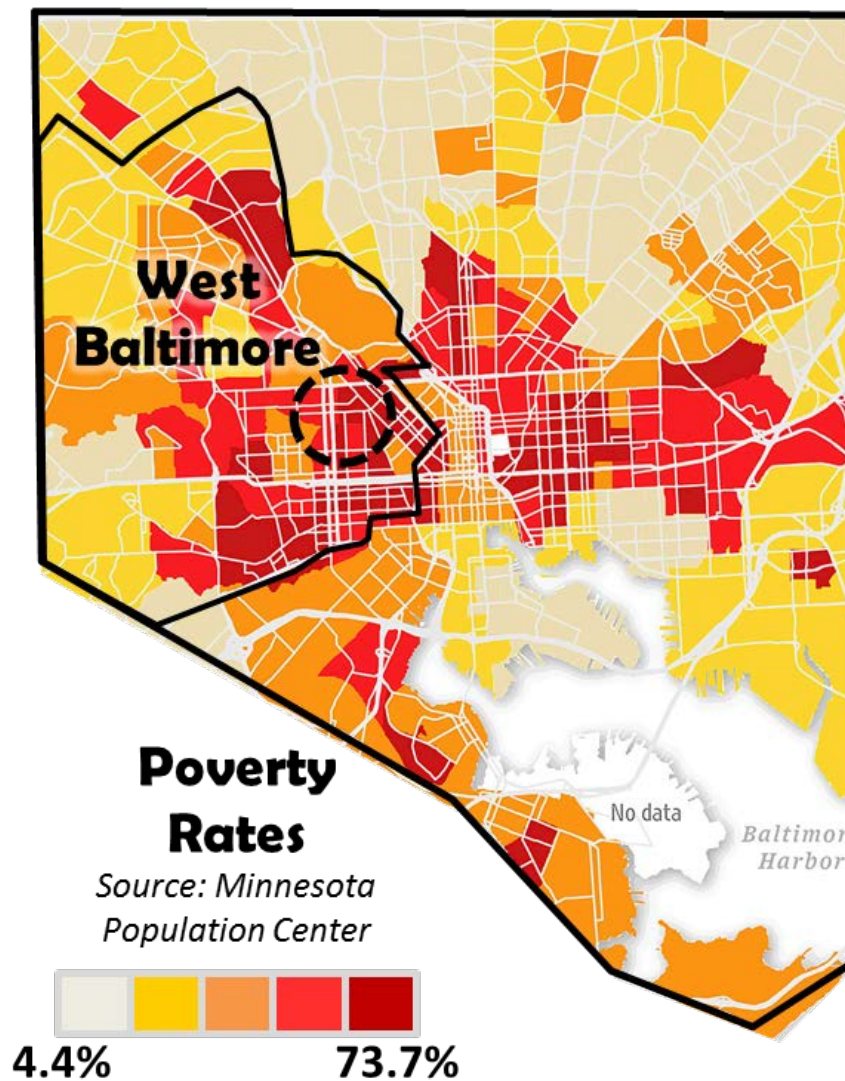 West
Baltimore
Poverty
Rates
Source: Minnesota
Population Center
No data
Baltimor
Harbor
4.4%
73.7%